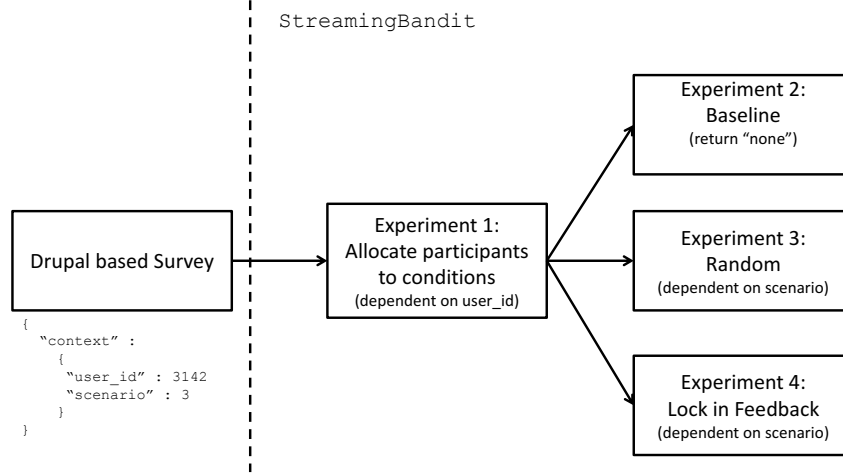 StreamingBandit
Drupal based Survey
{
"context" :
{
"user_id" : 3142
"scenario" : 3
}
}
Experiment 1:
Allocate participants
to conditions
(dependent on user_id)
Experiment 2:
Baseline
(return “none”)
Experiment 3:
Random
(dependent on scenario)
Experiment 4:
Lock in Feedback
(dependent on scenario)